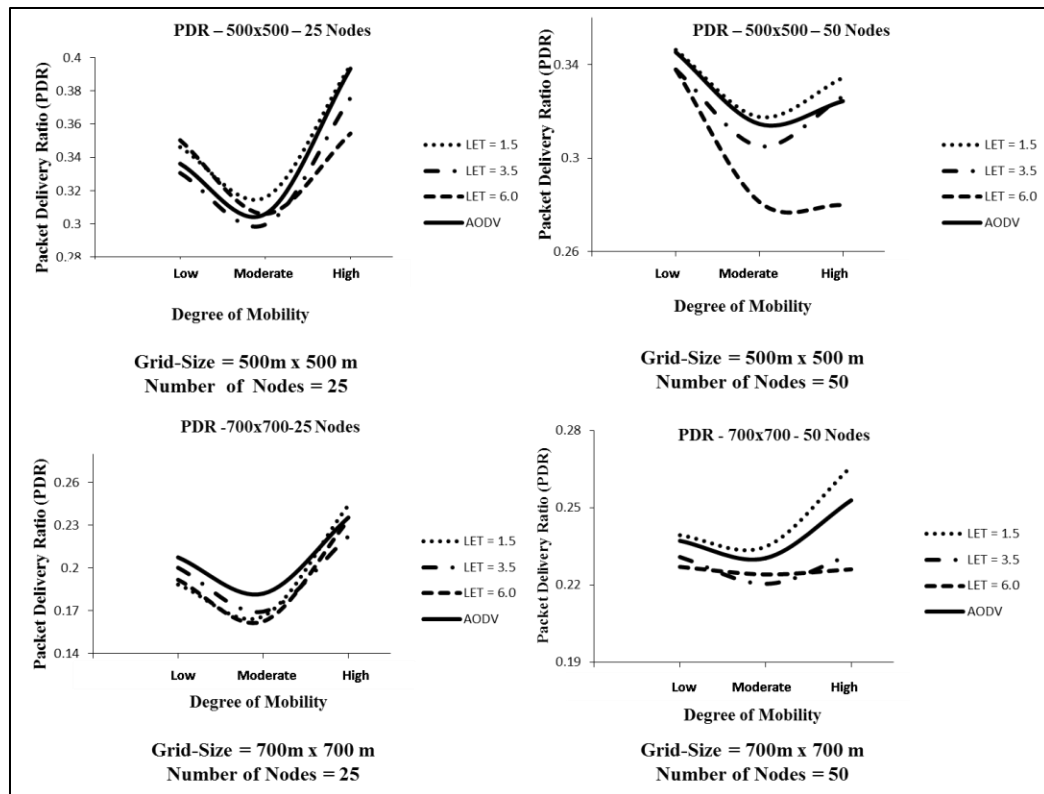 PDR – 500x500 – 25 Nodes
Packet Delivery Ratio (PDR)
0.4
0.38
0.36
0.34
0.32
0.3
0.28
Low Moderate High
Degree of Mobility
LET = 1.5
LET = 3.5
LET = 6.0
AODV
Grid-Size = 500m x 500 m
Number of Nodes = 25
PDR – 500x500 – 50 Nodes
Packet Delivery Ratio (PDR)
0.34
0.3
0.26
Low Moderate High
Degree of Mobility
LET = 1.5
LET = 3.5
LET = 6.0
AODV
Grid-Size = 500m x 500 m
Number of Nodes = 50
PDR -700x700-25 Nodes
Packet Delivery Ratio (PDR)
0.26
0.23
0.2
0.17
0.14
Low Moderate High
Degree of Mobility
LET = 1.5
LET = 3.5
LET = 6.0
AODV
Grid-Size = 700m x 700 m
Number of Nodes = 25
PDR - 700x700 - 50 Nodes
Packet Delivery Ratio (PDR)
0.28
0.25
0.22
0.19
Low Moderate High
Degree of Mobility
LET = 1.5
LET = 3.5
LET = 6.0
AODV
Grid-Size = 700m x 700 m
Number of Nodes = 50